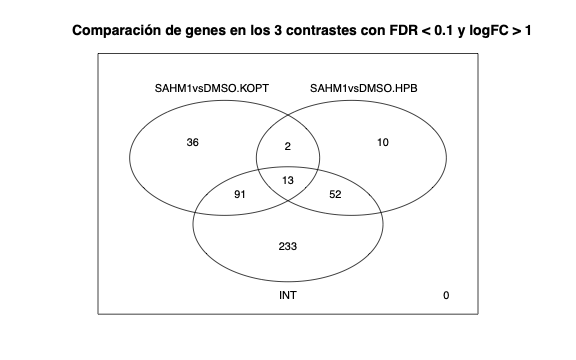 Comparación de genes en los 3 contrastes con FDR < 0.1 y logFC > 1
SAHM1vsDMSO.KOPT SAHM1vsDMSO.HPB
36 2 10
13
91 52
233
INT 0